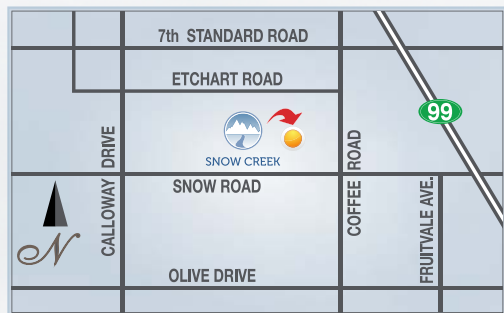 7th STANDARD ROAD
ETCHART ROAD
99
CALLOWAY DRIVE
SNOW CREEK
COFFEE ROAD
SNOW ROAD
FRUITVALE AVE.
N
OLIVE DRIVE